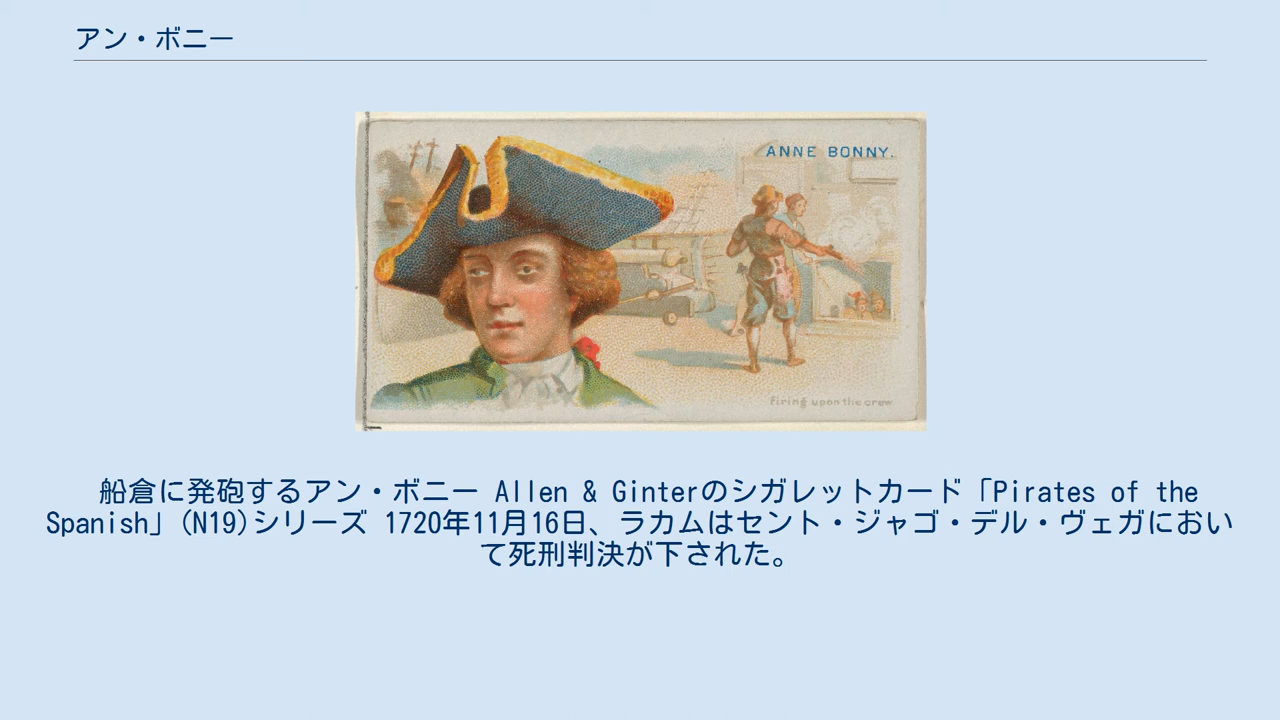 アン・ボニー
ANNE BONNY.
Firing upon the crew
船倉に発砲するアン・ボニー Allen & Ginterのシガレットカード「Pirates of the
Spanish」(N19)シリーズ 1720年11月16日、ラカムはセント・ジャゴ・デル・ヴェガにおい
て死刑判決が下された。